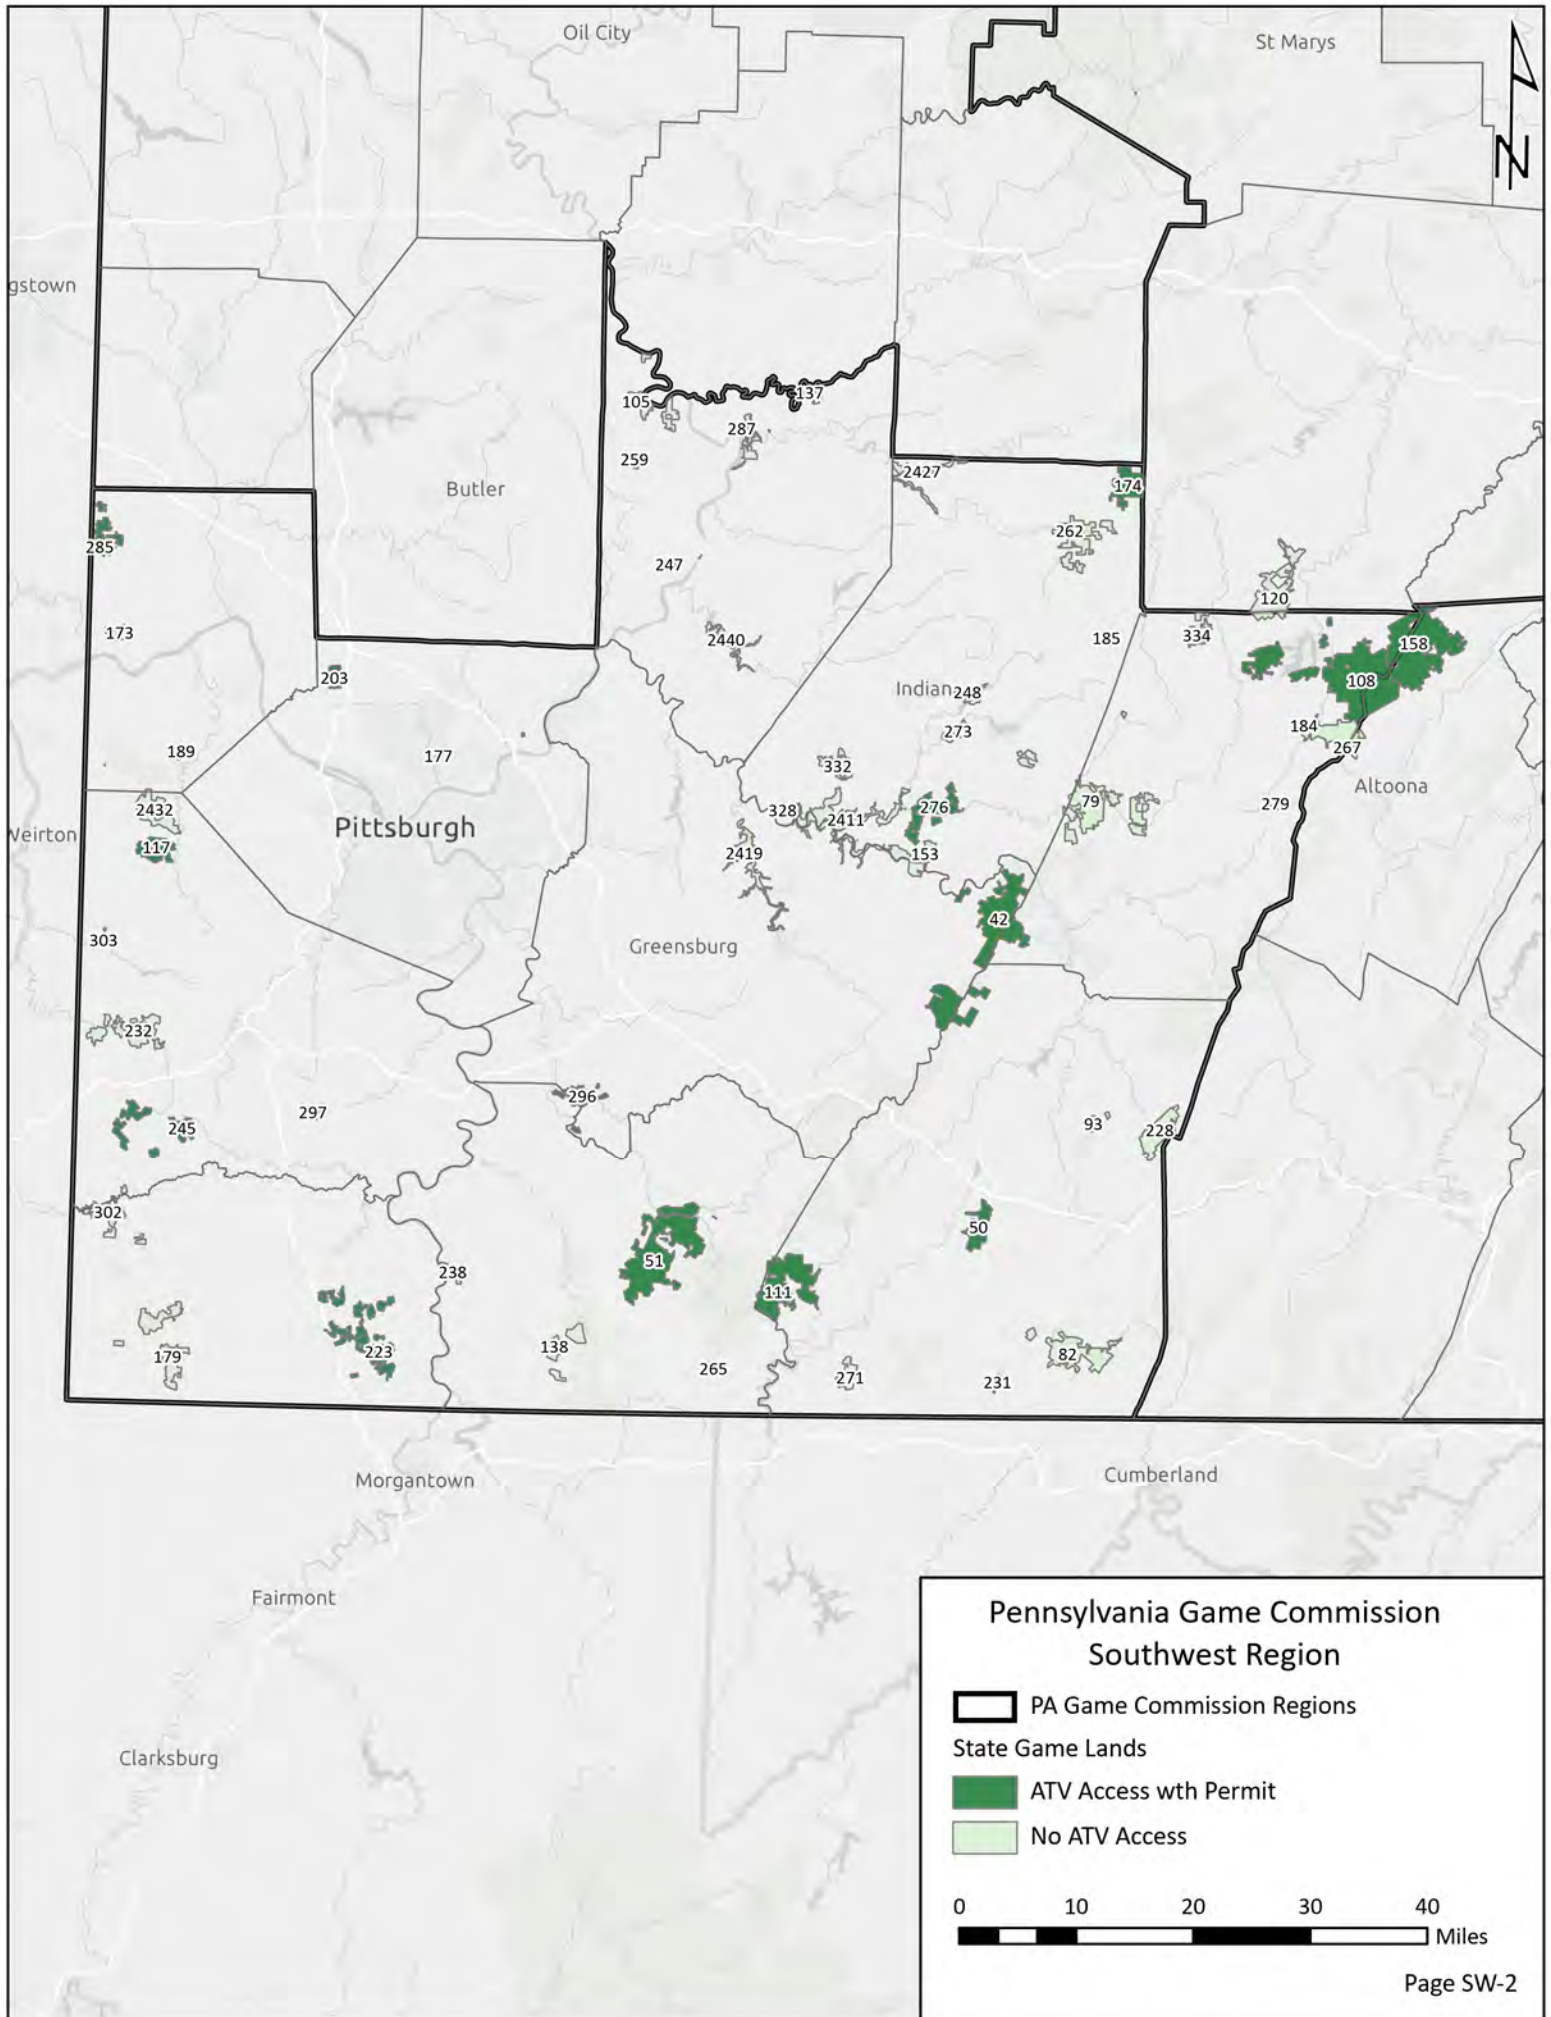 Oil City
St Marys
N
gstown
105
137
287
259
2427
174
Butler
262
285
247
120
173
2440
185
334
158
203
108
Indiana
248
184
273
267
189
177
332
Altoona
2432
328
276
79
279
Weirton
Pittsburgh
2411
117
2419
153
42
303
Greensburg
232
296
297
245
93
228
302
50
51
238
111
179
223
138
82
265
271
231
Morgantown
Cumberland
Fairmont
Clarksburg
Pennsylvania Game Commission
Southwest Region
PA Game Commission Regions
State Game Lands
ATV Access wth Permit
No ATV Access
0 10 20 30 40
Miles
Page SW-2